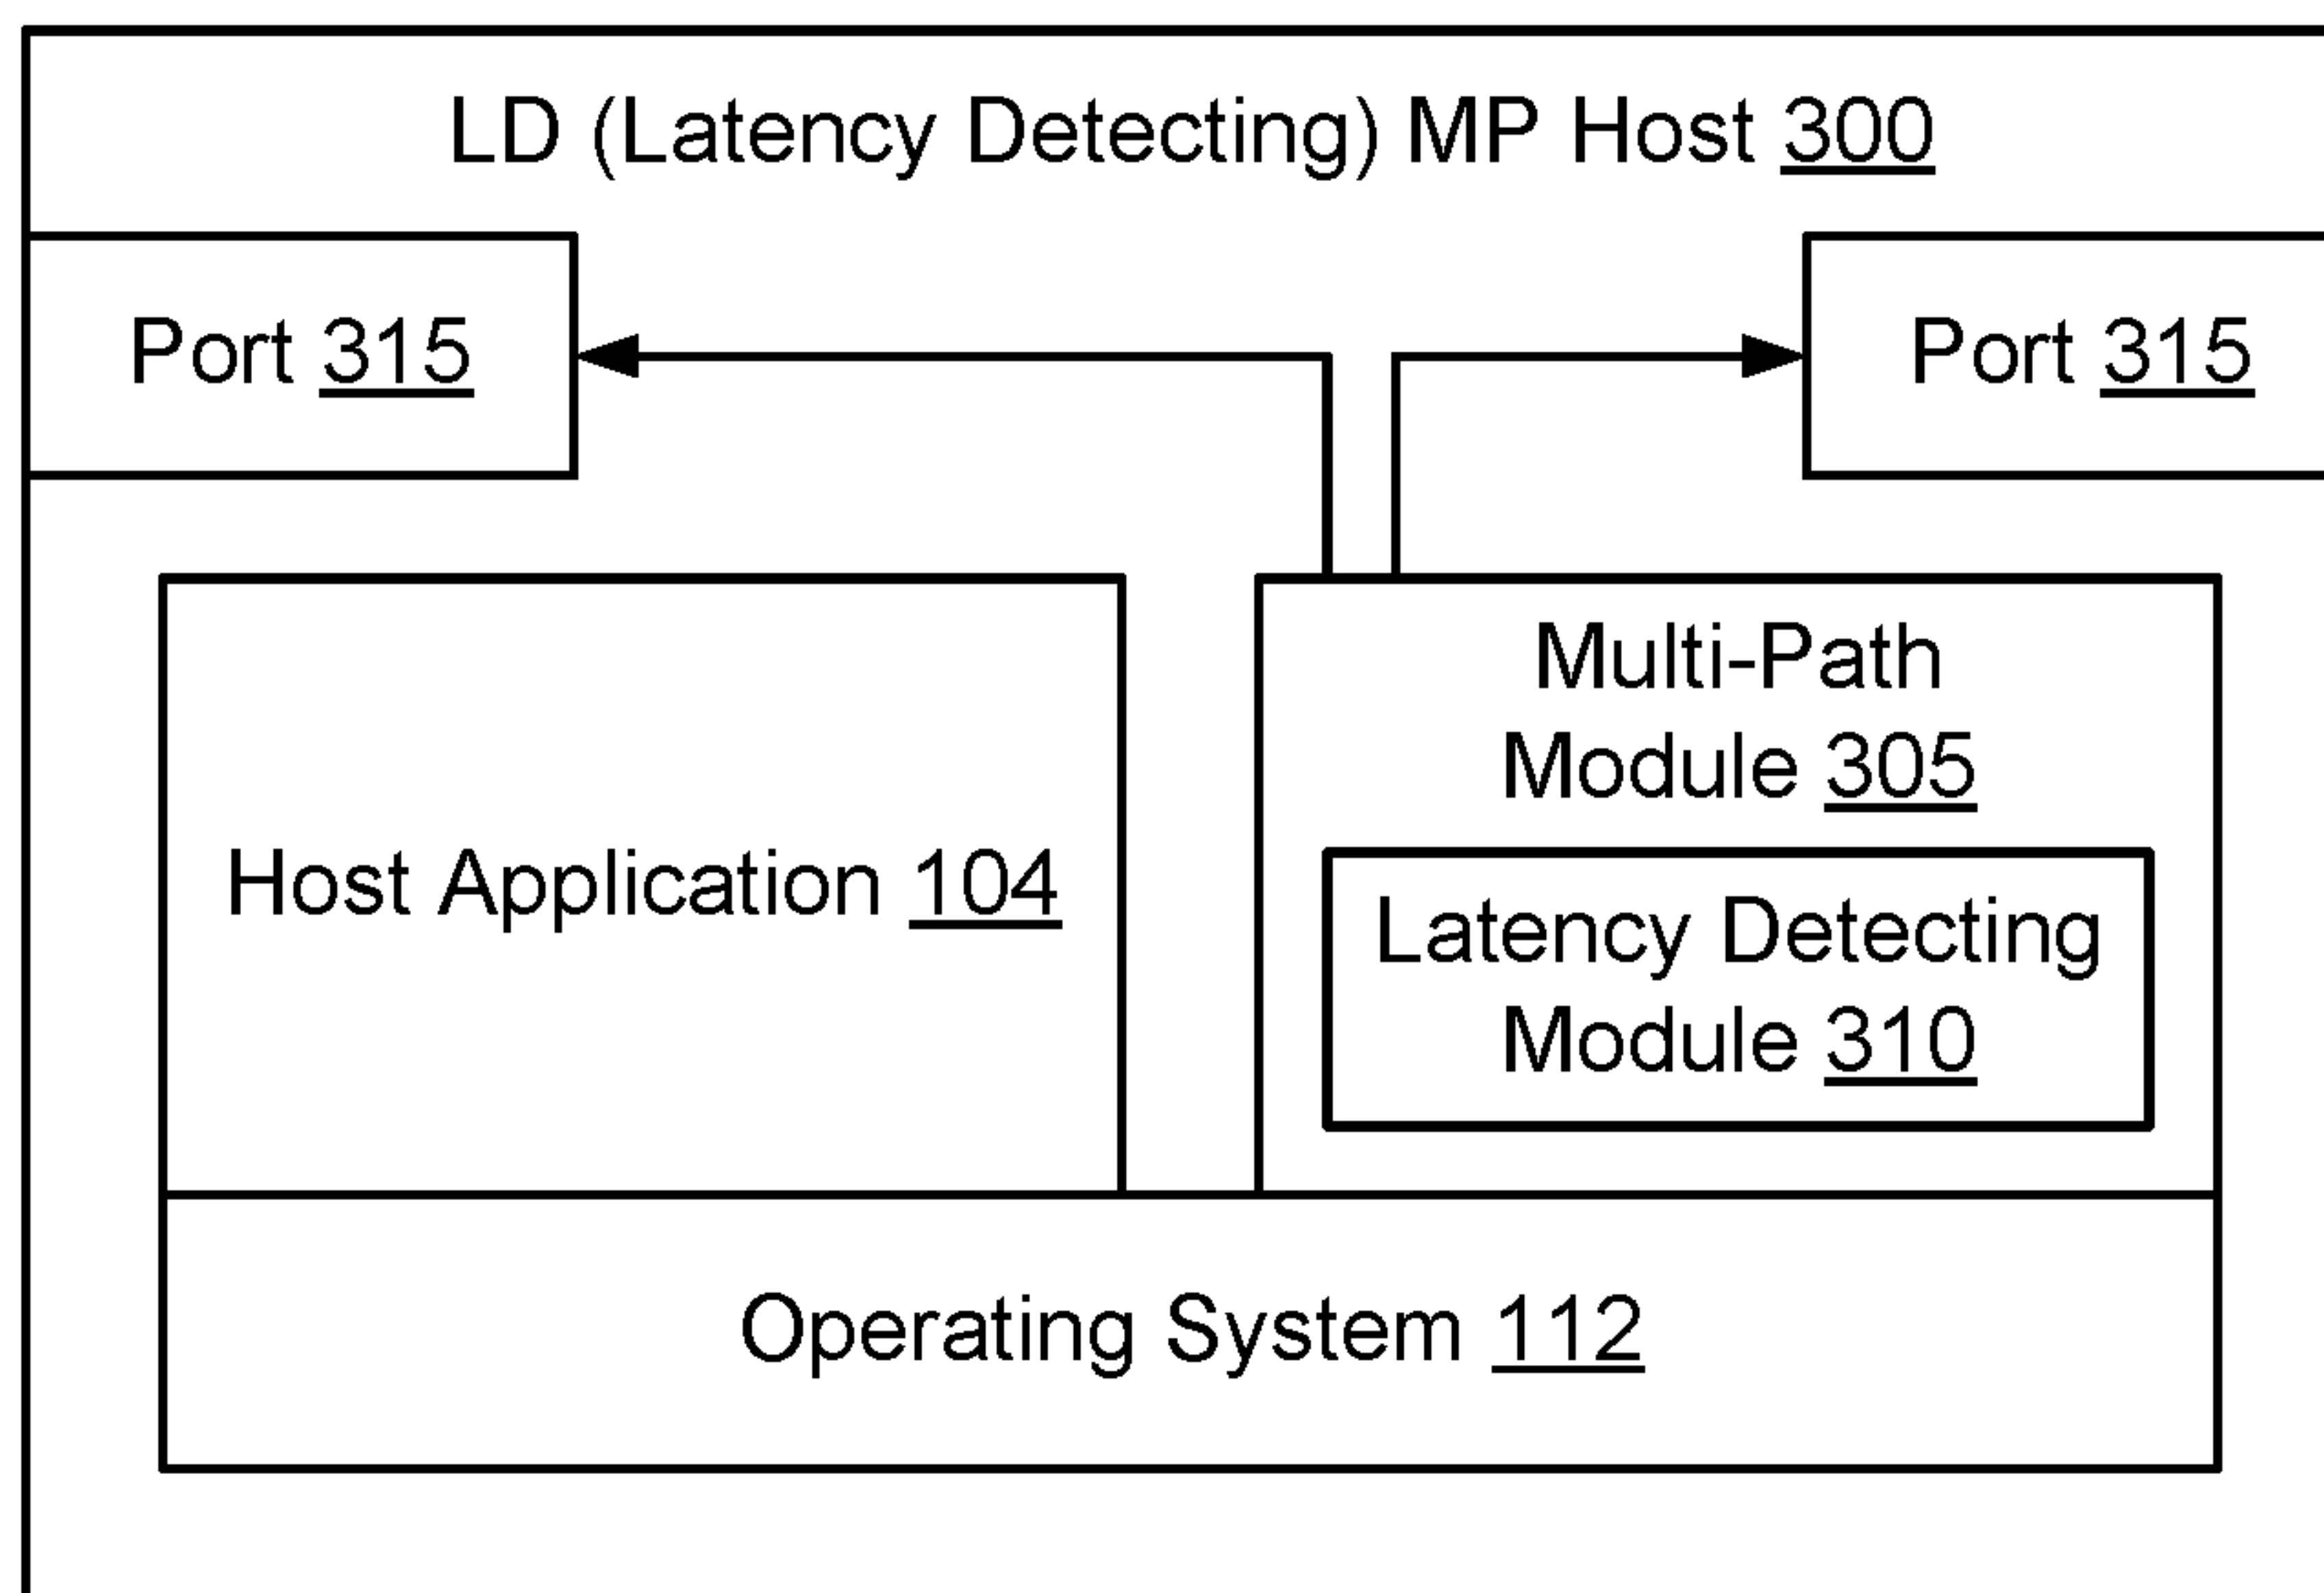 LD (Latency Detecting) MP Host 300
Port 315
Port 315
Multi-Path
Module 305
Host Application 104
Latency Detecting
Module 310
Operating System 112